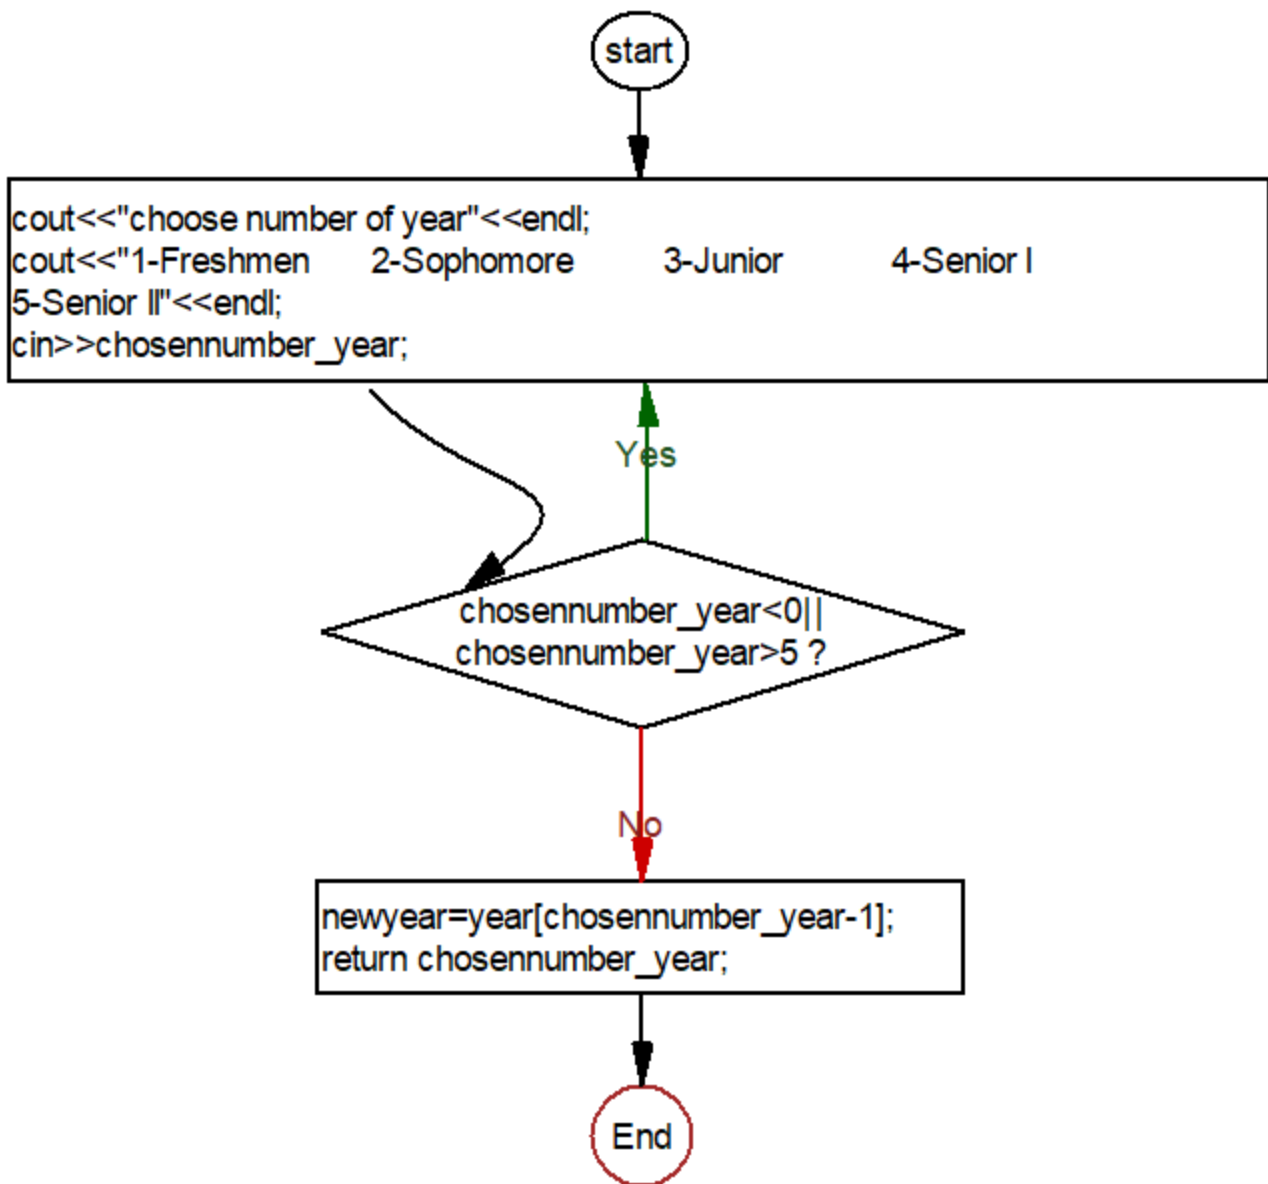 start
cout<<"choose number of year"<<endl;
cout<<"1-Freshmen 2-Sophomore 3-Junior 4-Senior I
5-Senior II"<<endl;
cin>>chosennumber_year;
Yes
chosennumber_year<0||
chosennumber_year>5 ?
No
newyear=year[chosennumber_year-1];
return chosennumber_year;
End